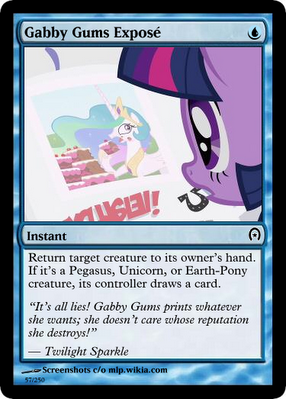 Gabby Gums Exposé
Instant
Return target creature to its owner's hand.
If it's a Pegasus, Unicorn, or Earth-Pony
creature, its controller draws a card.
"It's all lies! Gabby Gums prints whatever
she wants; she doesn't care whose reputation
she destroys!"
— Twilight Sparkle
Screenshots c/o mlp.wikia.com
57/250